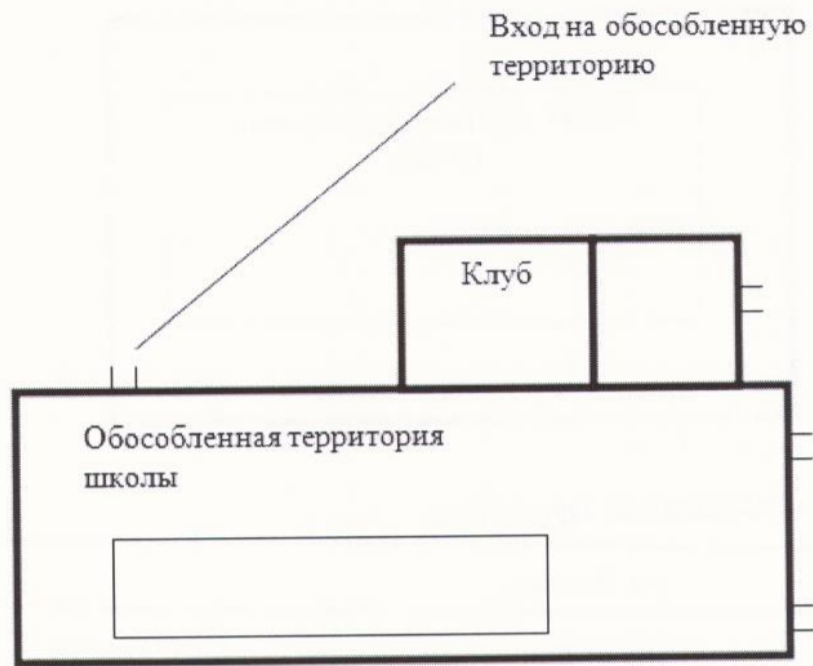 Вход на обособленную
территорию
Клуб
Обособленная территория
школы